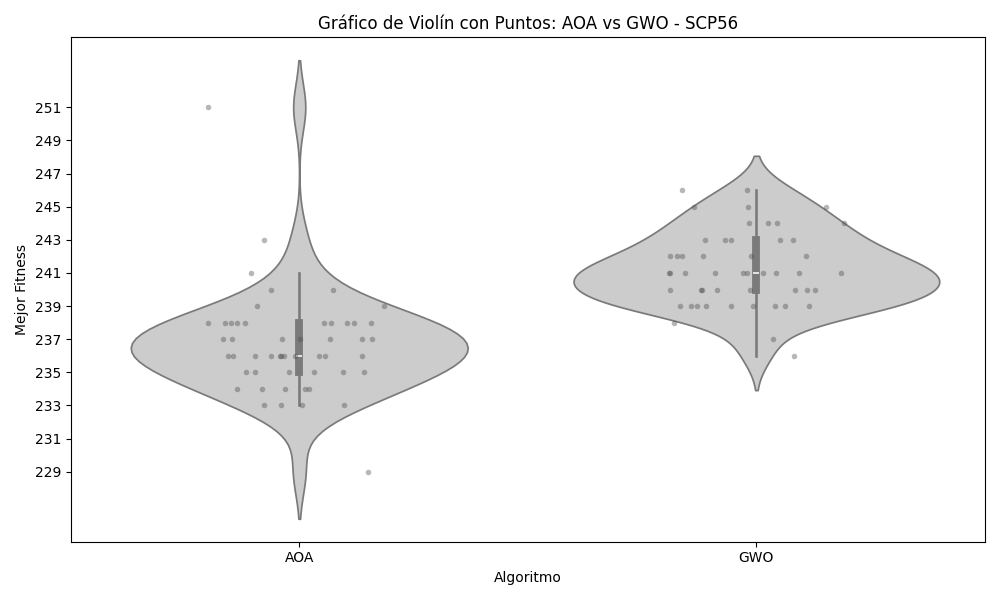 Gráfico de Violín con Puntos: AOA vs GWO - SCP56
Mejor Fitness
251
249
247
245
243
241
239
237
235
233
231
229
AOA
GWO
Algoritmo